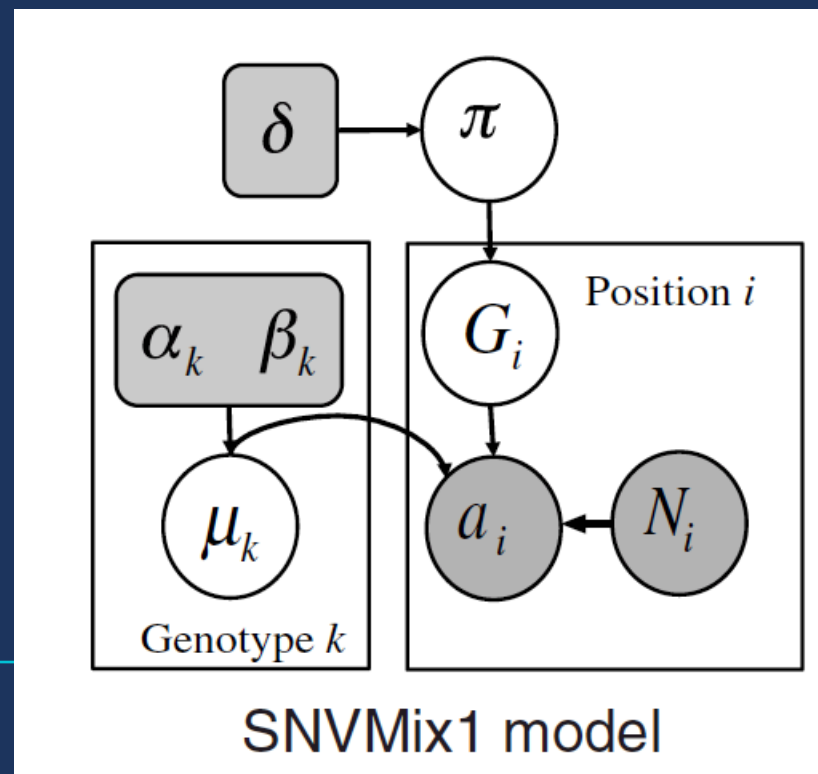 δ
π
α_k β_k
Position i
G_i
μ_k
a_i
N_i
Genotype k
SNVMix1 model